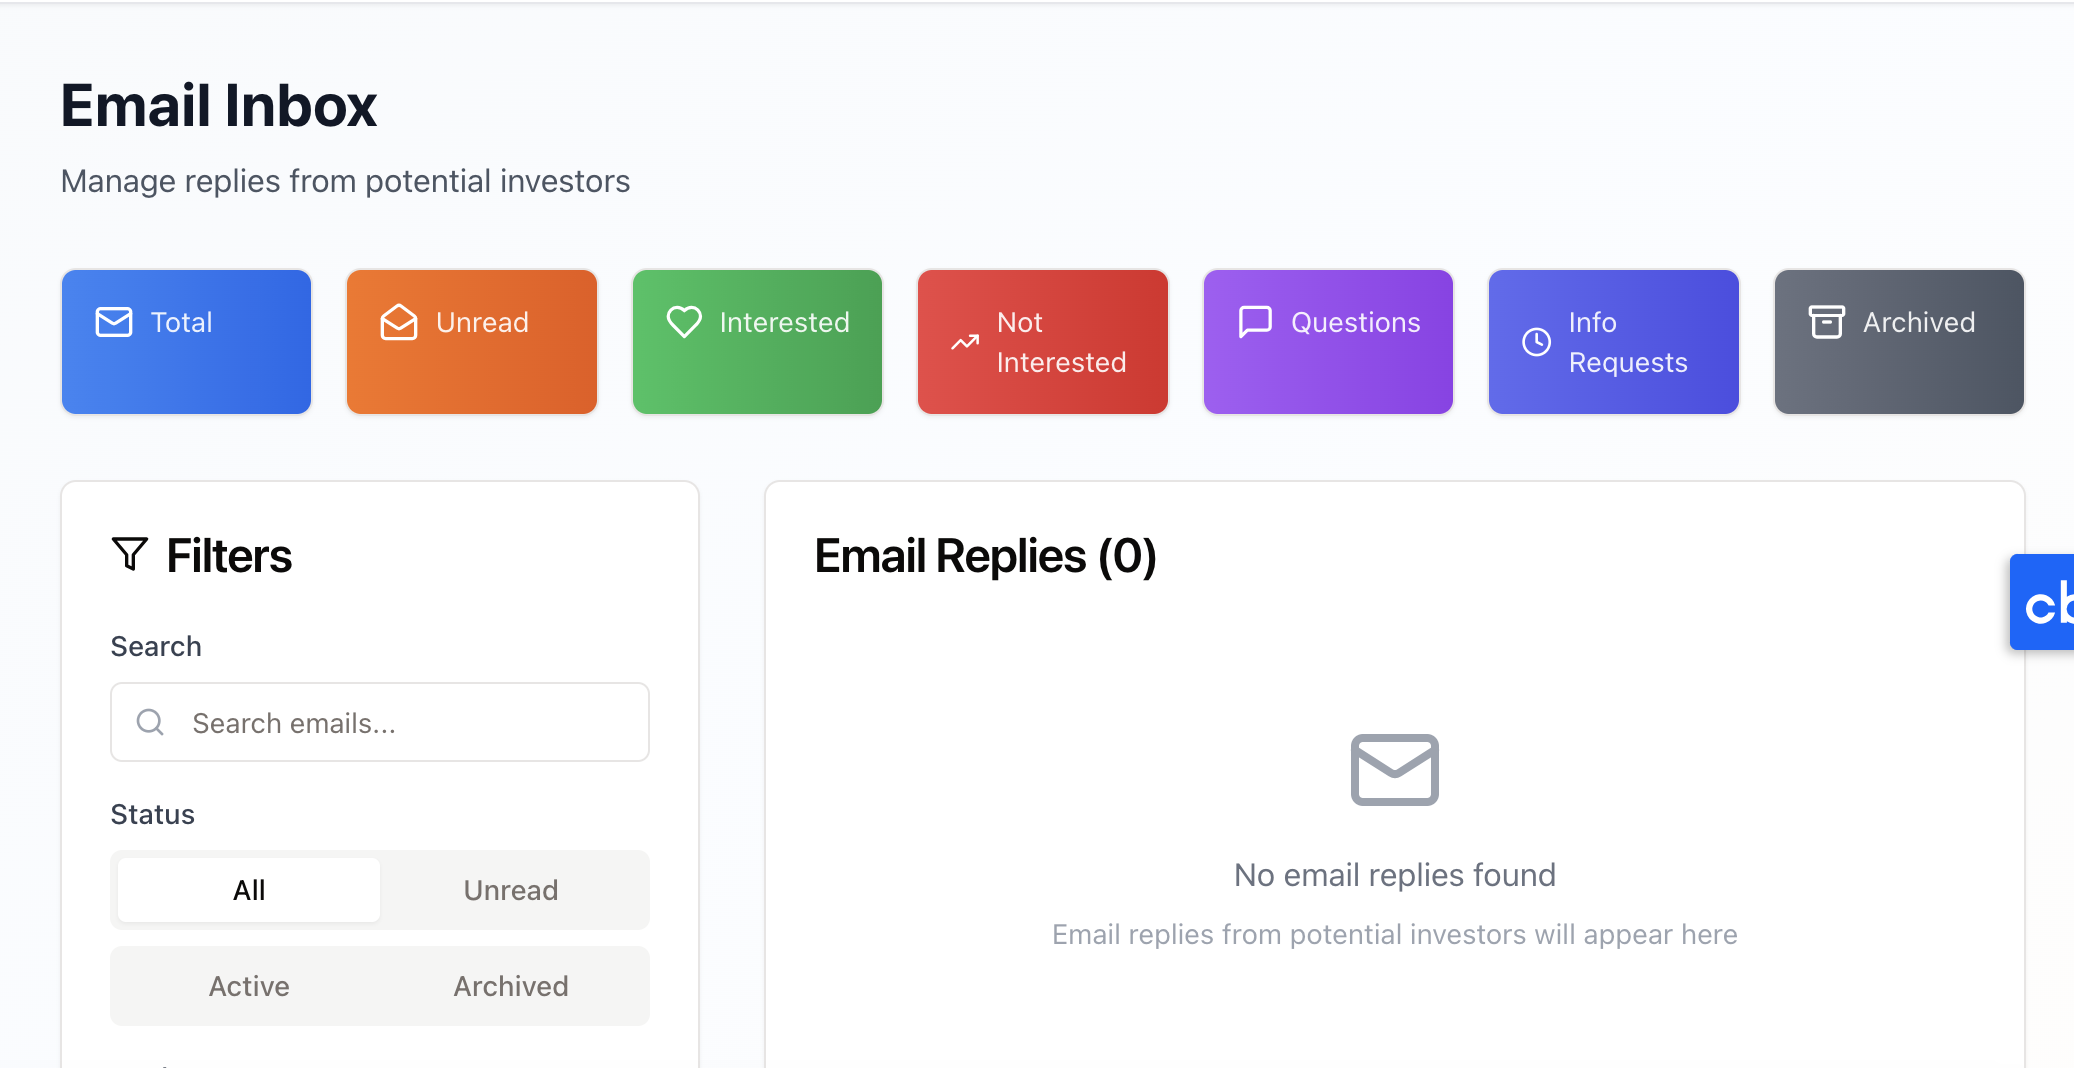 Email Inbox
Manage replies from potential investors
Total
Unread
Interested
Not
Interested
Questions
Info
Requests
Archived
Filters
Search
Search emails...
Status
All
Unread
Active
Archived
Email Replies (0)
No email replies found
Email replies from potential investors will appear here